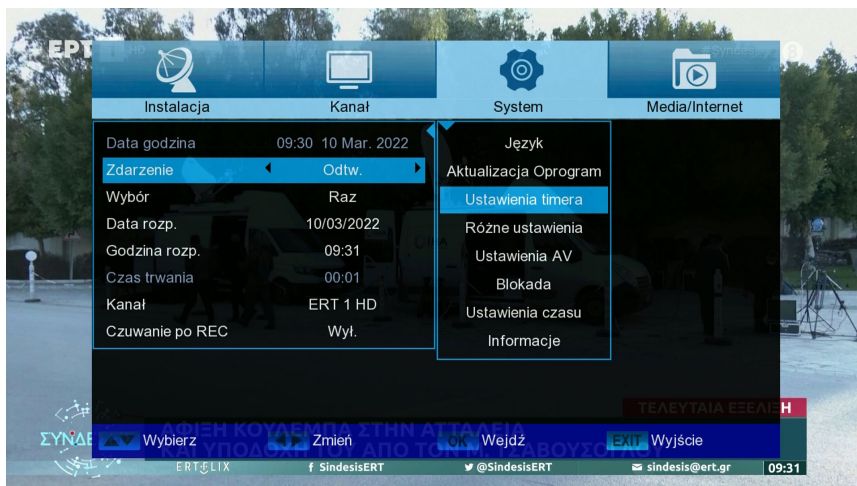 ΕΡΤ 1 HD
#Syndes
8
Instalacja
Kanał
System
Media/Internet
Data godzina 09:30 10 Mar. 2022
Zdarzenie Odtw.
Wybór Raz
Data rozp. 10/03/2022
Godzina rozp. 09:31
Czas trwania 00:01
Kanał ERT 1 HD
Czuwanie po REC Wył.
Język
Aktualizacja Oprogram
Ustawienia timera
Różne ustawienia
Ustawienia AV
Blokada
Ustawienia czasu
Informacje
ΤΕΛΕΥΤΑΙΑ ΕΞΕΛΙΞΗ
ΣΥΝΔΕ
ΑΦΙΞΗ ΚΟΥΛΕΜΠΑ ΣΤΗΝ ΑΤΤΑΛΕΙΑ
ΚΑΙ ΥΠΟΔΟΧΗ ΤΟΥ ΑΠΟ ΤΟΝ Μ. ΤΣΑΒΟΥΣΟΓΛΟΥ
Wybierz
Zmień
OK Wejdź
EXIT Wyjście
ERTFLIX
f SindesisERT
@SindesisERT
sindesis@ert.gr
09:31